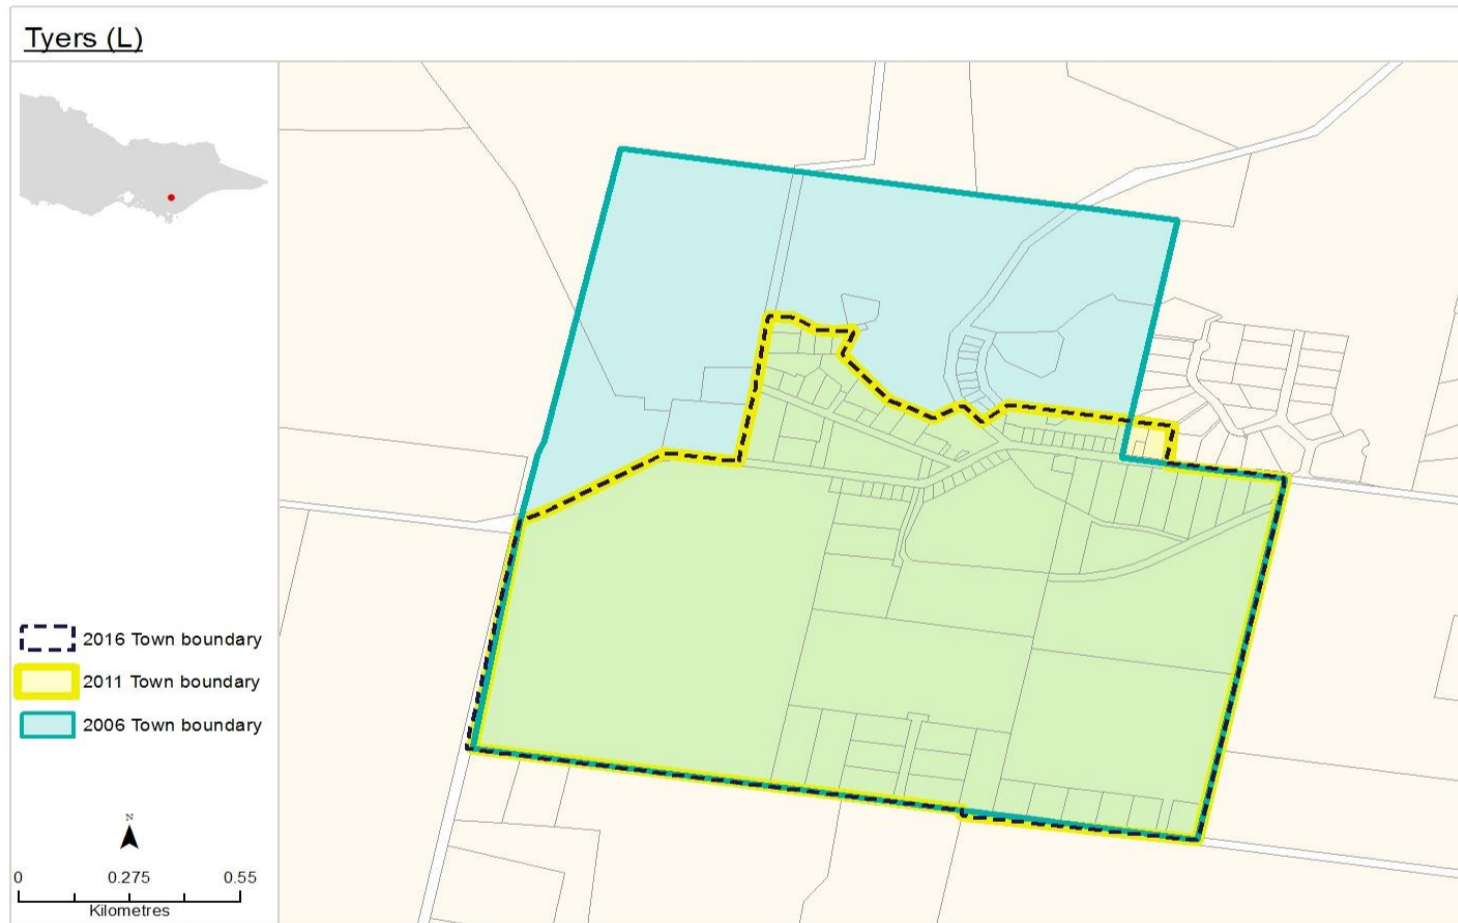 Tyers (L)
2016 Town boundary
2011 Town boundary
2006 Town boundary
N
0 0.275 0.55
Kilometres